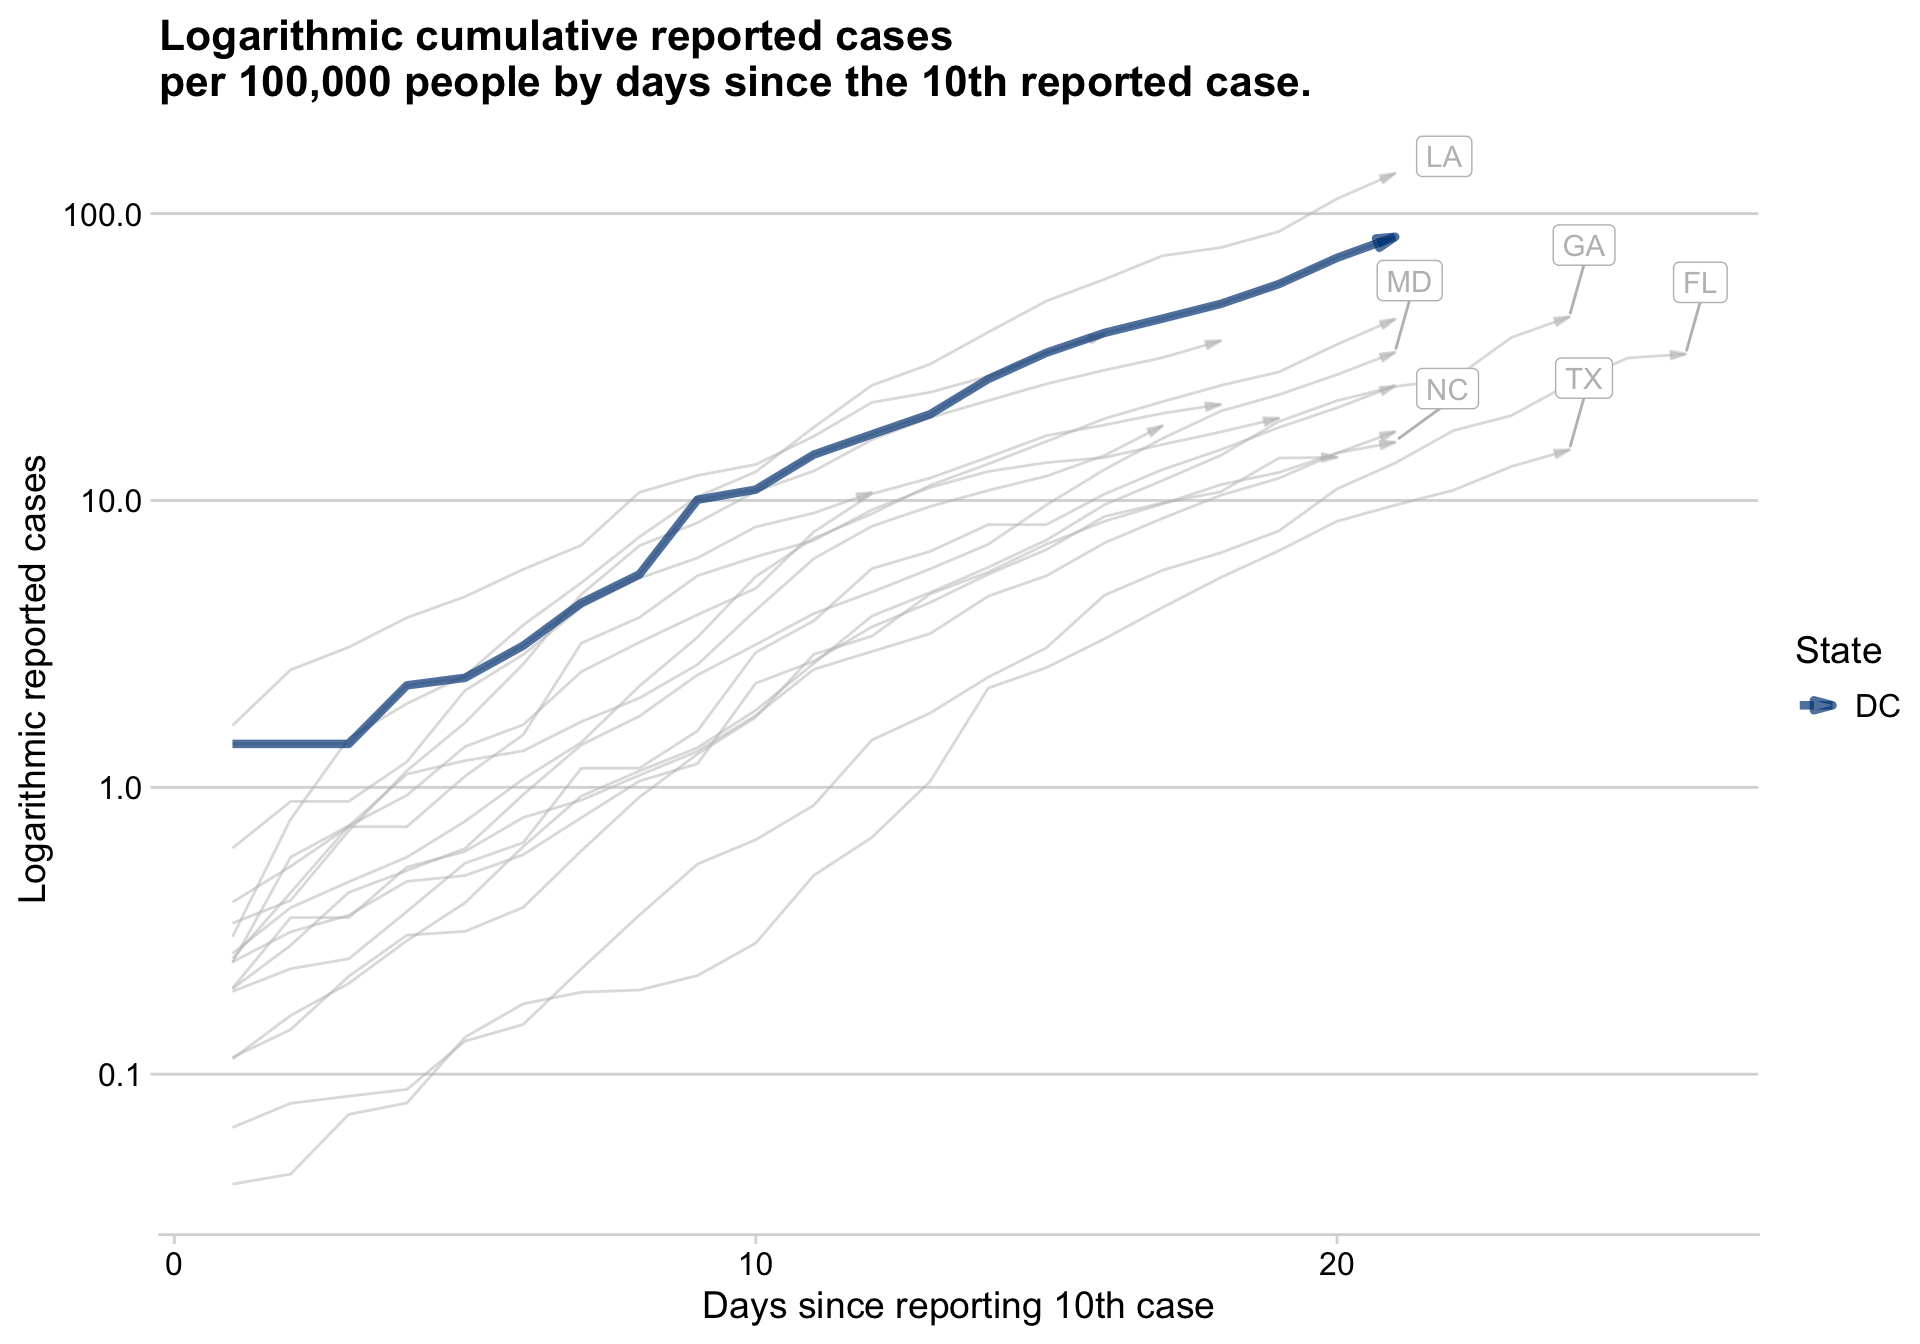 Logarithmic cumulative reported cases
per 100,000 people by days since the 10th reported case.
LA
100.0
GA
MD
FL
TX
NC
10.0
Logarithmic reported cases
State
DC
1.0
0.1
0
10
20
Days since reporting 10th case